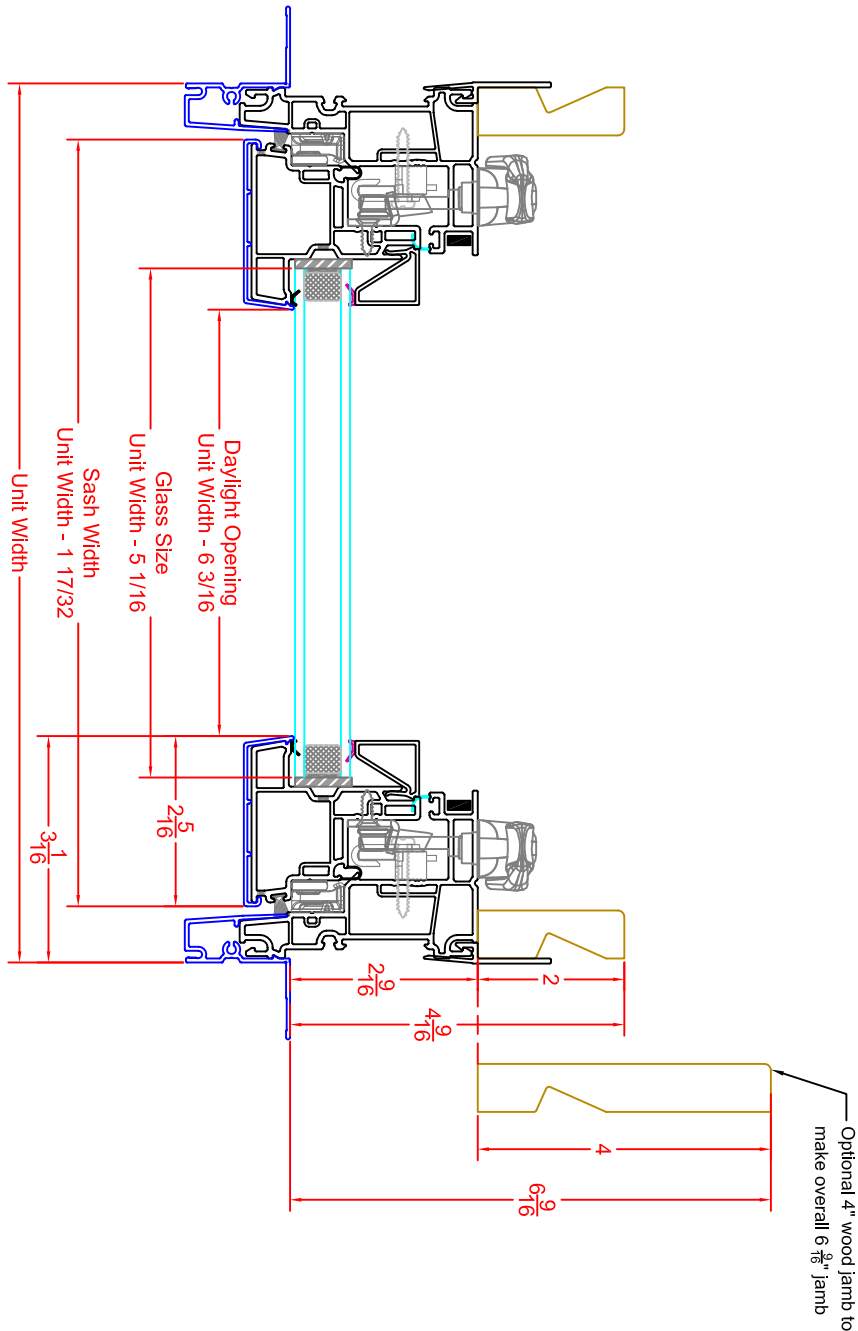 Optional 4" wood jamb to
make overall 6 9/16" jamb
Daylight Opening
Unit Width - 6 3/16
Glass Size
Unit Width - 5 1/16
Sash Width
Unit Width - 1 17/32
Unit Width
2 5/16
3 1/16
2 9/16
2
4 9/16
4
6 9/16